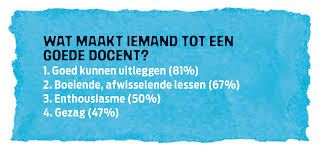 WAT MAAKT IEMAND TOT EEN
GOEDE DOCENT?
1. Goed kunnen uitleggen (81%)
2. Boeiende, afwisselende lessen (67%)
3. Enthousiasme (50%)
4. Gezag (47%)